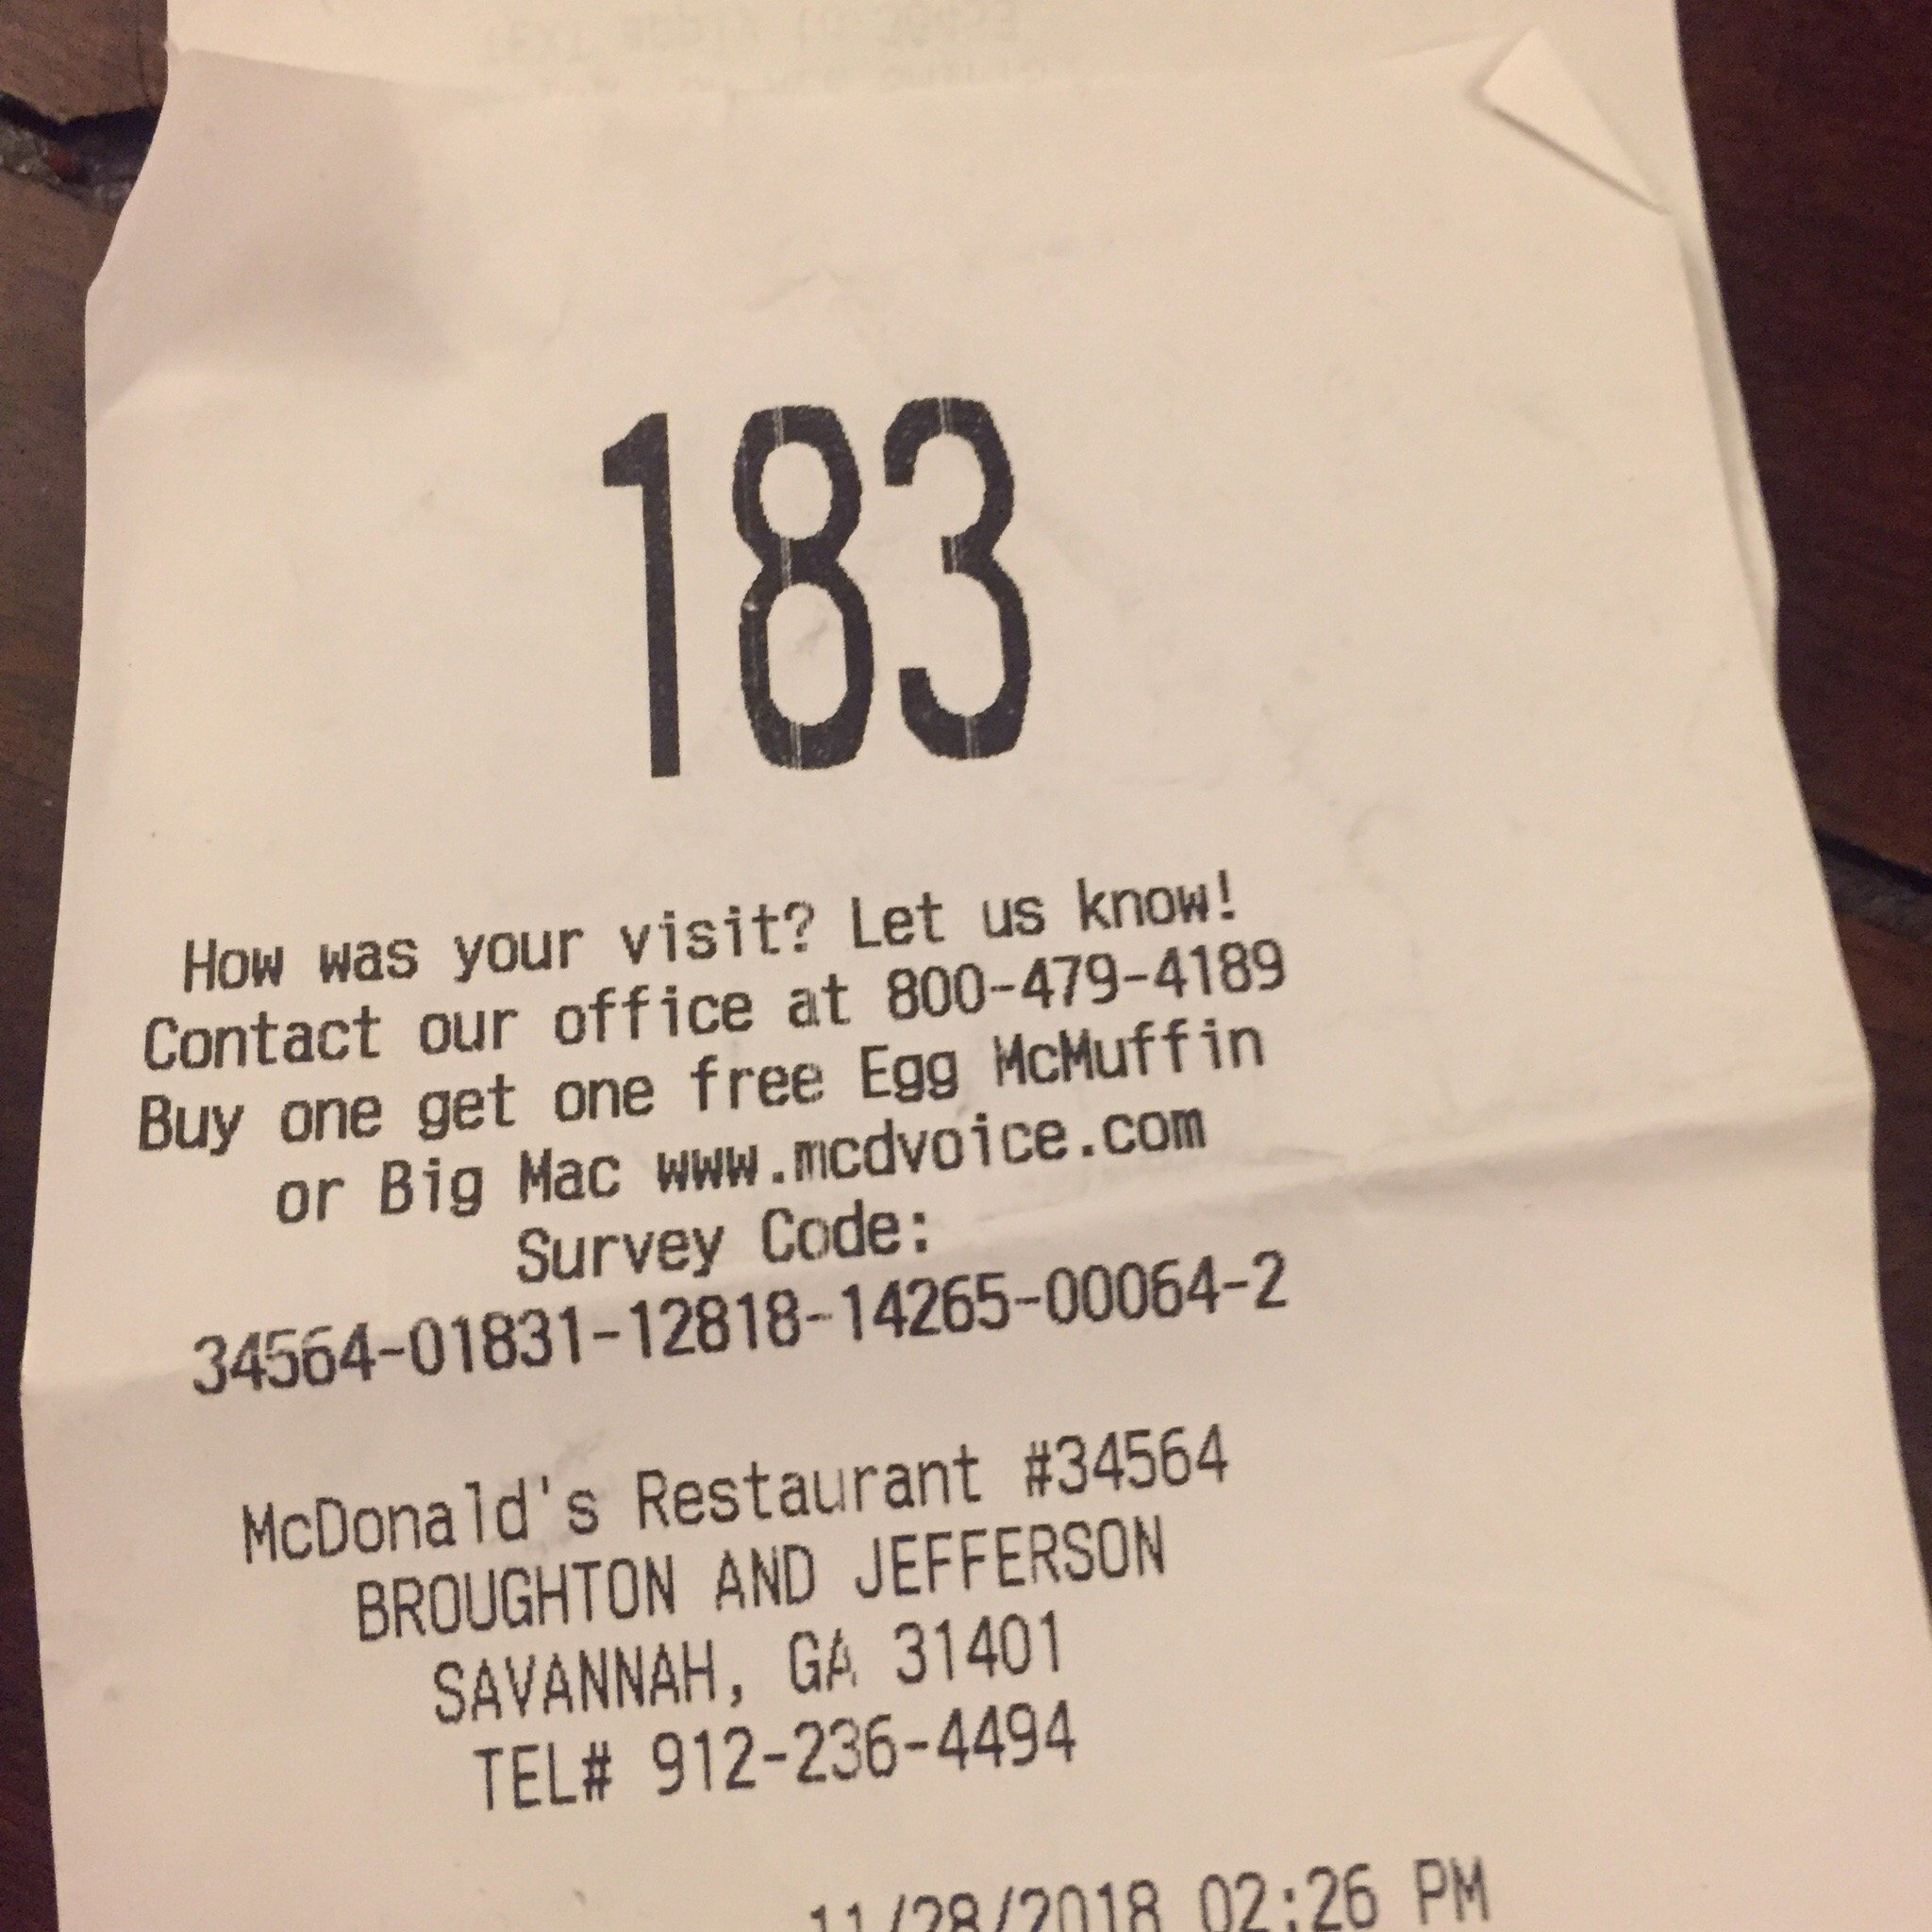 183
How was your visit? Let us know!
Contact our office at 800-479-4189
Buy one get one free Egg McMuffin
or Big Mac www.mcdvoice.com
Survey Code:
34564-01831-12818-14265-00064-2
McDonald's Restaurant #34564
BROUGHTON AND JEFFERSON
SAVANNAH, GA 31401
TEL# 912-236-4494
11/28/2018 02:26 PM